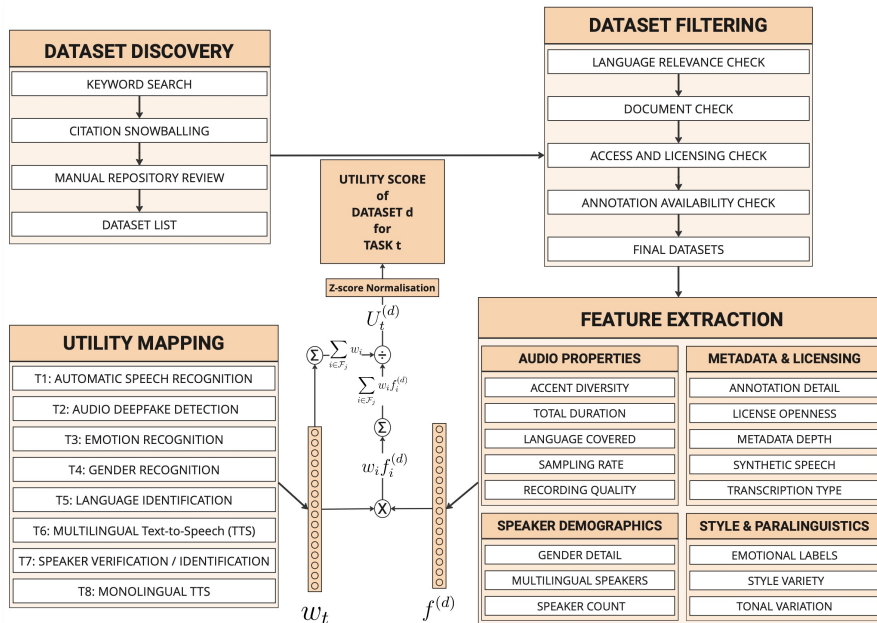 DATASET DISCOVERY
KEYWORD SEARCH
CITATION SNOWBALLING
MANUAL REPOSITORY REVIEW
DATASET LIST
DATASET FILTERING
LANGUAGE RELEVANCE CHECK
DOCUMENT CHECK
ACCESS AND LICENSING CHECK
ANNOTATION AVAILABILITY CHECK
FINAL DATASETS
UTILITY SCORE
of
DATASET d
for
TASK t
Z-score Normalisation
U_t^{(d)}
Σ
\sum_{i∈\mathcal{F}_j} w_i
÷
\sum_{i∈\mathcal{F}_j} w_i f_i^{(d)}
Σ
w_i f_i^{(d)}
X
w_t
f^{(d)}
UTILITY MAPPING
T1: AUTOMATIC SPEECH RECOGNITION
T2: AUDIO DEEPFAKE DETECTION
T3: EMOTION RECOGNITION
T4: GENDER RECOGNITION
T5: LANGUAGE IDENTIFICATION
T6: MULTILINGUAL Text-to-Speech (TTS)
T7: SPEAKER VERIFICATION / IDENTIFICATION
T8: MONOLINGUAL TTS
FEATURE EXTRACTION
AUDIO PROPERTIES
ACCENT DIVERSITY
TOTAL DURATION
LANGUAGE COVERED
SAMPLING RATE
RECORDING QUALITY
METADATA & LICENSING
ANNOTATION DETAIL
LICENSE OPENNESS
METADATA DEPTH
SYNTHETIC SPEECH
TRANSCRIPTION TYPE
SPEAKER DEMOGRAPHICS
GENDER DETAIL
MULTILINGUAL SPEAKERS
SPEAKER COUNT
STYLE & PARALINGUISTICS
EMOTIONAL LABELS
STYLE VARIETY
TONAL VARIATION